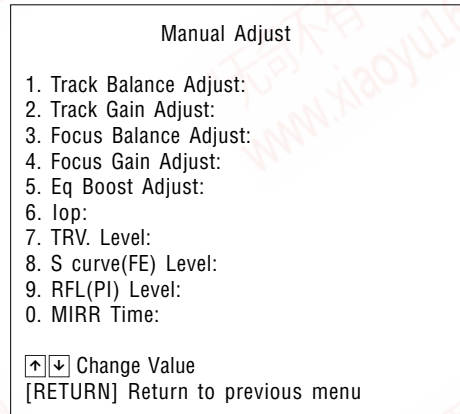 Manual Adjust
1. Track Balance Adjust:
2. Track Gain Adjust:
3. Focus Balance Adjust:
4. Focus Gain Adjust:
5. Eq Boost Adjust:
6. Iop:
7. TRV. Level:
8. S curve(FE) Level:
9. RFL(PI) Level:
0. MIRR Time:
↑↓ Change Value
[RETURN] Return to previous menu